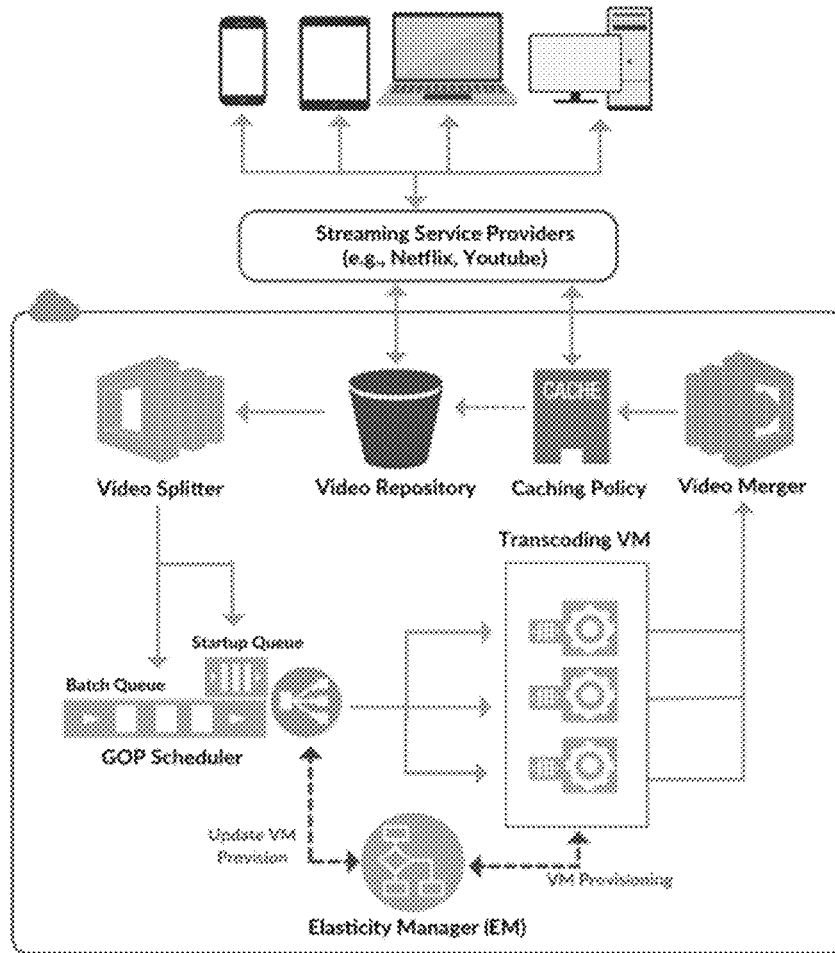 Streaming Service Providers
(e.g., Netflix, Youtube)
CACHE
Video Splitter
Video Repository
Caching Policy
Video Merger
Transcoding VM
Startup Queue
Batch Queue
GOP Scheduler
Update VM
Provision
VM Provisioning
Elasticity Manager (EM)